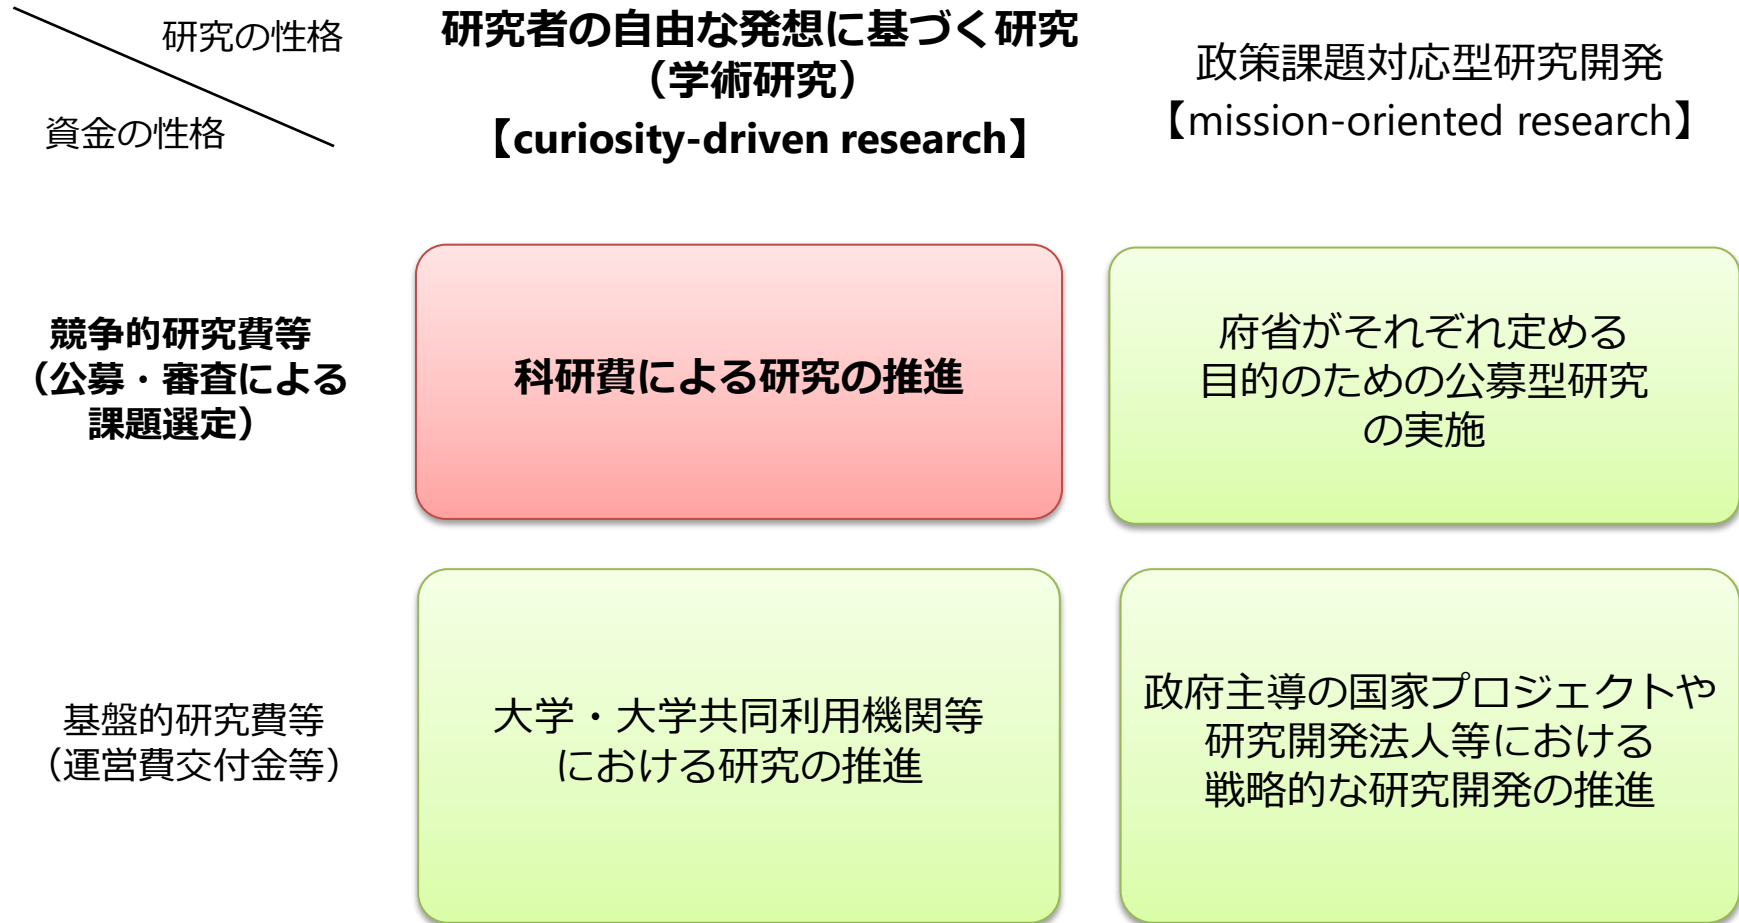 研究の性格
資金の性格
研究者の自由な発想に基づく研究
（学術研究）
【curiosity-driven research】
政策課題対応型研究開発
【mission-oriented research】
競争的研究費等
（公募・審査による
課題選定）
科研費による研究の推進
府省がそれぞれ定める
目的のための公募型研究
の実施
基盤的研究費等
（運営費交付金等）
大学・大学共同利用機関等
における研究の推進
政府主導の国家プロジェクトや
研究開発法人等における
戦略的な研究開発の推進